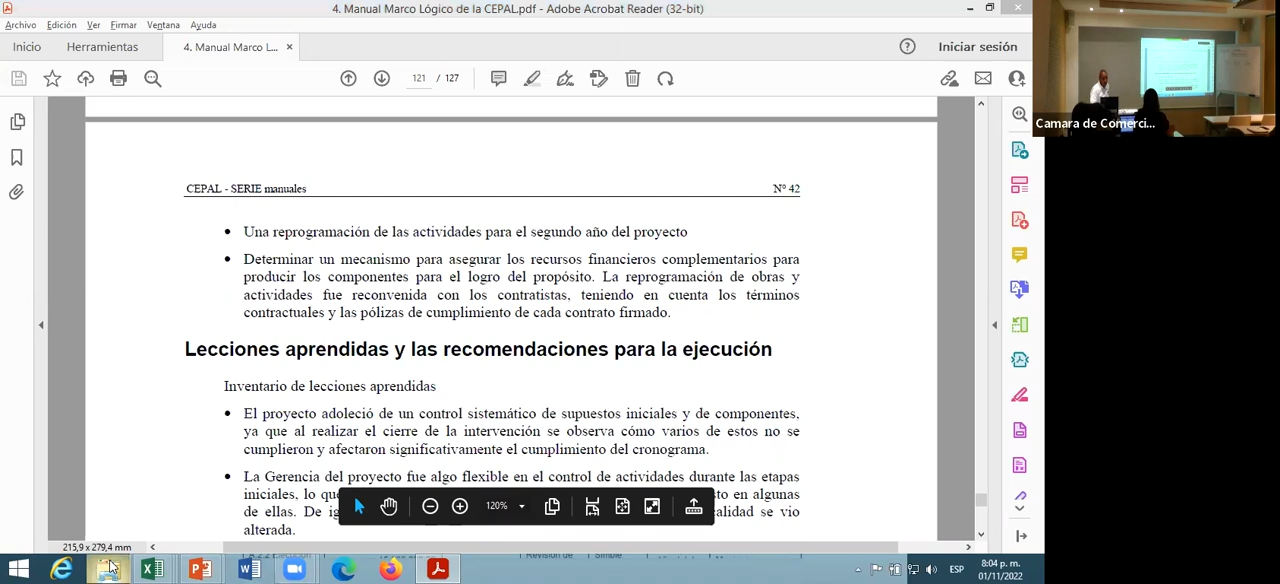 4. Manual Marco Lógico de la CEPAL.pdf - Adobe Acrobat Reader (32-bit)
Archivo Edición Ver Firmar Ventana Ayuda
Inicio Herramientas 4. Manual Marco L... × Iniciar sesión
121 / 127
Camara de Comerci...
CEPAL - SERIE manuales Nº 42
• Una reprogramación de las actividades para el segundo año del proyecto
• Determinar un mecanismo para asegurar los recursos financieros complementarios para
producir los componentes para el logro del propósito. La reprogramación de obras y
actividades fue reconvenida con los contratistas, teniendo en cuenta los términos
contractuales y las pólizas de cumplimiento de cada contrato firmado.
Lecciones aprendidas y las recomendaciones para la ejecución
Inventario de lecciones aprendidas
• El proyecto adoleció de un control sistemático de supuestos iniciales y de componentes,
ya que al realizar el cierre de la intervención se observa cómo varios de estos no se
cumplieron y afectaron significativamente el cumplimiento del cronograma.
• La Gerencia del proyecto fue algo flexible en el control de actividades durante las etapas
iniciales, lo en algunas
de ellas. De calidad se vio
alterada.
120%
215,9 x 279,4 mm
ESP
8:04 p. m.
01/11/2022